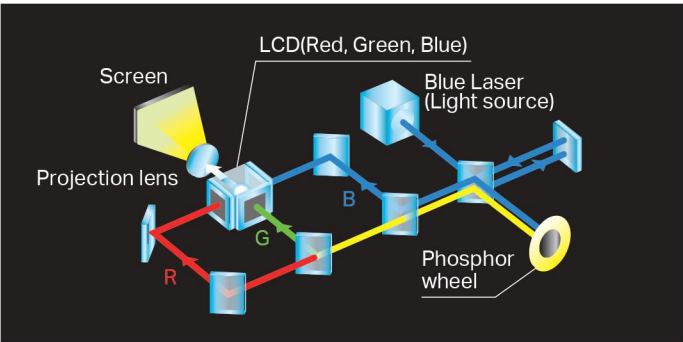 LCD(Red, Green, Blue)
Screen
Blue Laser
(Light source)
Projection lens
B
G
R
Phosphor
wheel